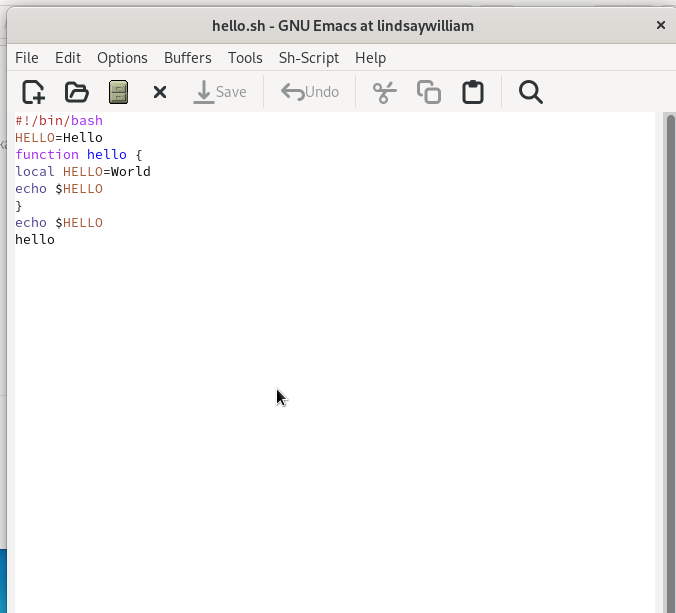 hello.sh - GNU Emacs at lindsaywilliam
File Edit Options Buffers Tools Sh-Script Help
Save Undo
#!/bin/bash
HELLO=Hello
function hello {
local HELLO=World
echo $HELLO
}
echo $HELLO
hello